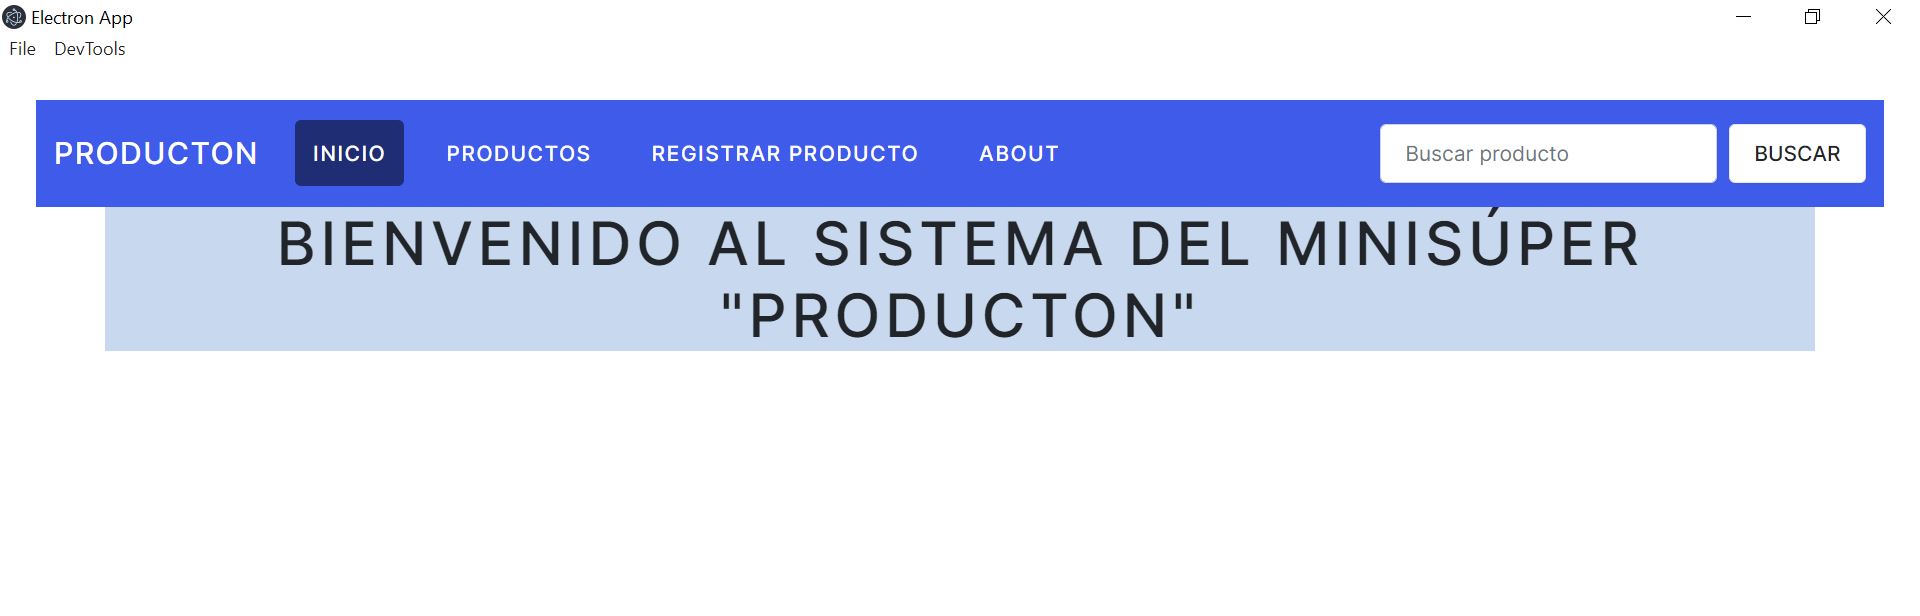 Electron App
File DevTools
PRODUCTON INICIO PRODUCTOS REGISTRAR PRODUCTO ABOUT Buscar producto BUSCAR
BIENVENIDO AL SISTEMA DEL MINISÚPER
"PRODUCTON"